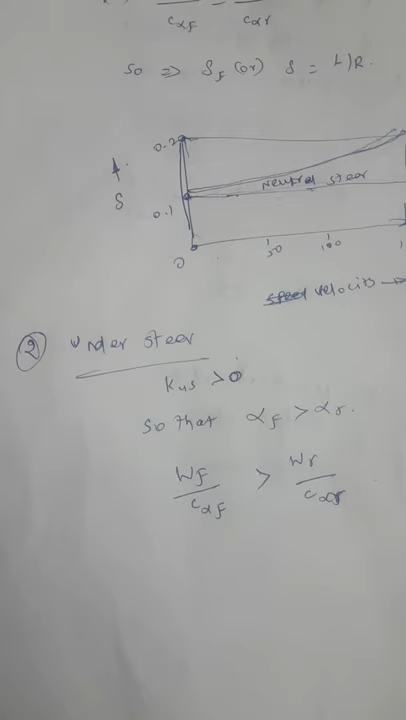 Cαf Cαr
so ⇒ δf (or) δ = L/R.
0.2
δ
Neutral steer
0.1
0
50 100
velocity →
② Under steer
Kus > 0
so that αf > αr.
Wf/Cαf > Wr/Cαr